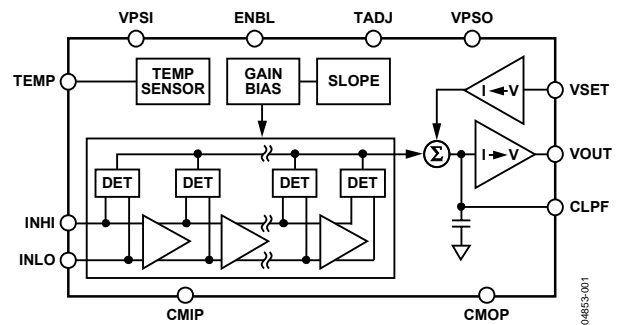 VPSI ENBL TADJ VPSO
TEMP
TEMP
SENSOR
GAIN
BIAS
SLOPE
I V
VSET
Σ
I V
VOUT
DET DET DET DET
CLPF
INHI
INLO
CMIP CMOP
04853-001